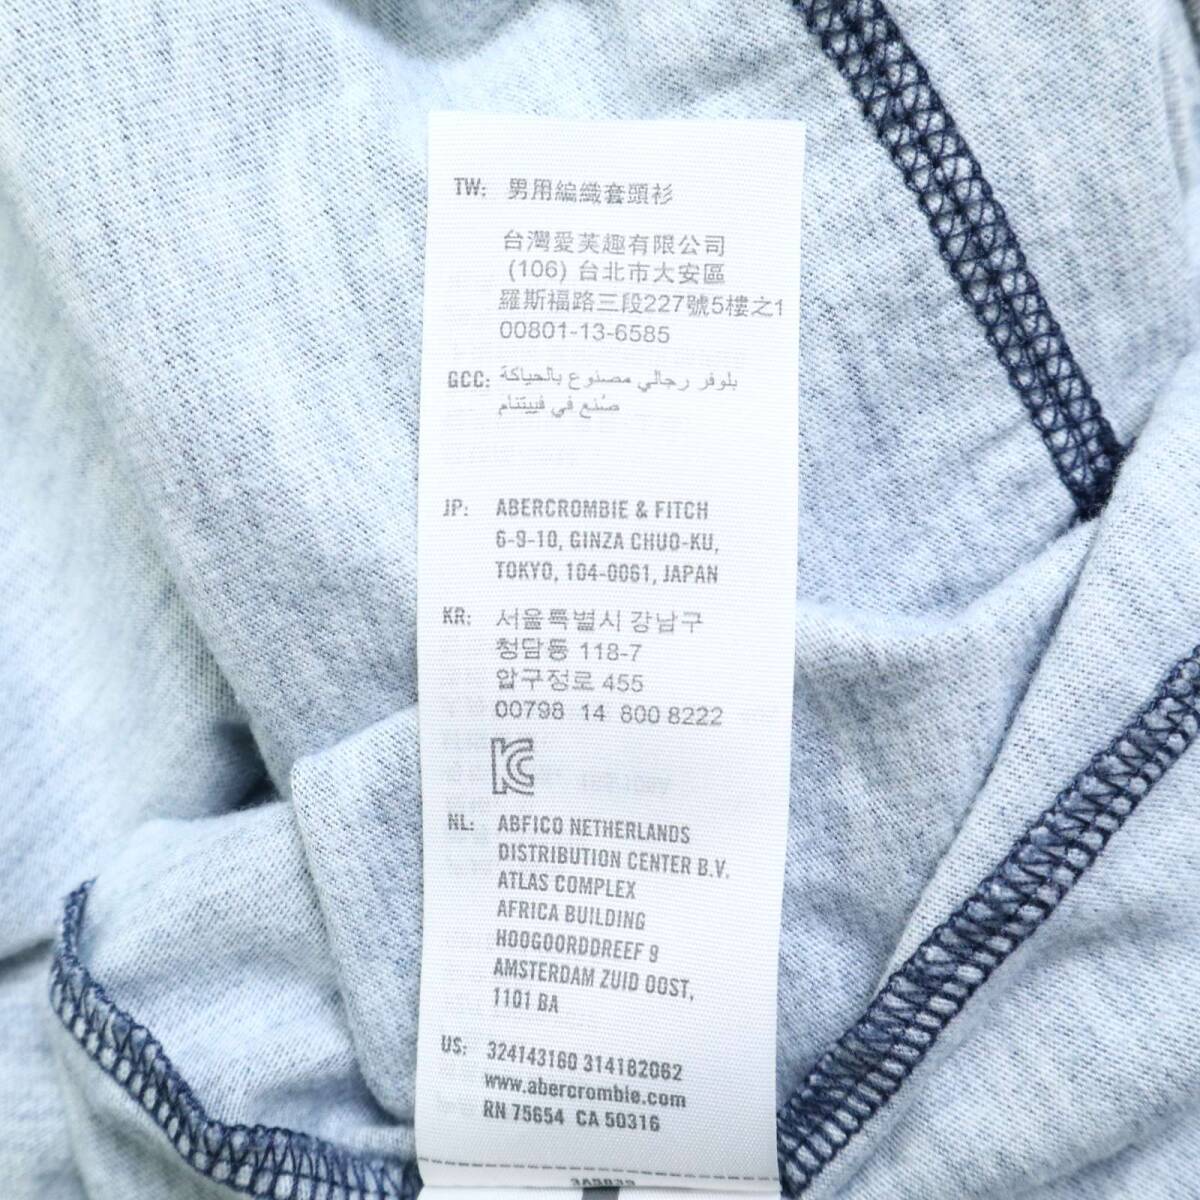 TW: 男用編織套頭衫
台灣愛芙趣有限公司
(106) 台北市大安區
羅斯福路三段227號5樓之1
00801-13-6585
GCC: بلوفر رجالي مصنوع بالحياكة
صُنع في فييتنام
JP: ABERCROMBIE & FITCH
6-9-10, GINZA CHUO-KU,
TOKYO, 104-0061, JAPAN
KR: 서울특별시 강남구
청담동 118-7
압구정로 455
00798 14 800 8222
KC
NL: ABFICO NETHERLANDS
DISTRIBUTION CENTER B.V.
ATLAS COMPLEX
AFRICA BUILDING
HOOGOORDDREEF 9
AMSTERDAM ZUID OOST,
1101 BA
US: 324143160 314182062
www.abercrombie.com
RN 75654 CA 50316